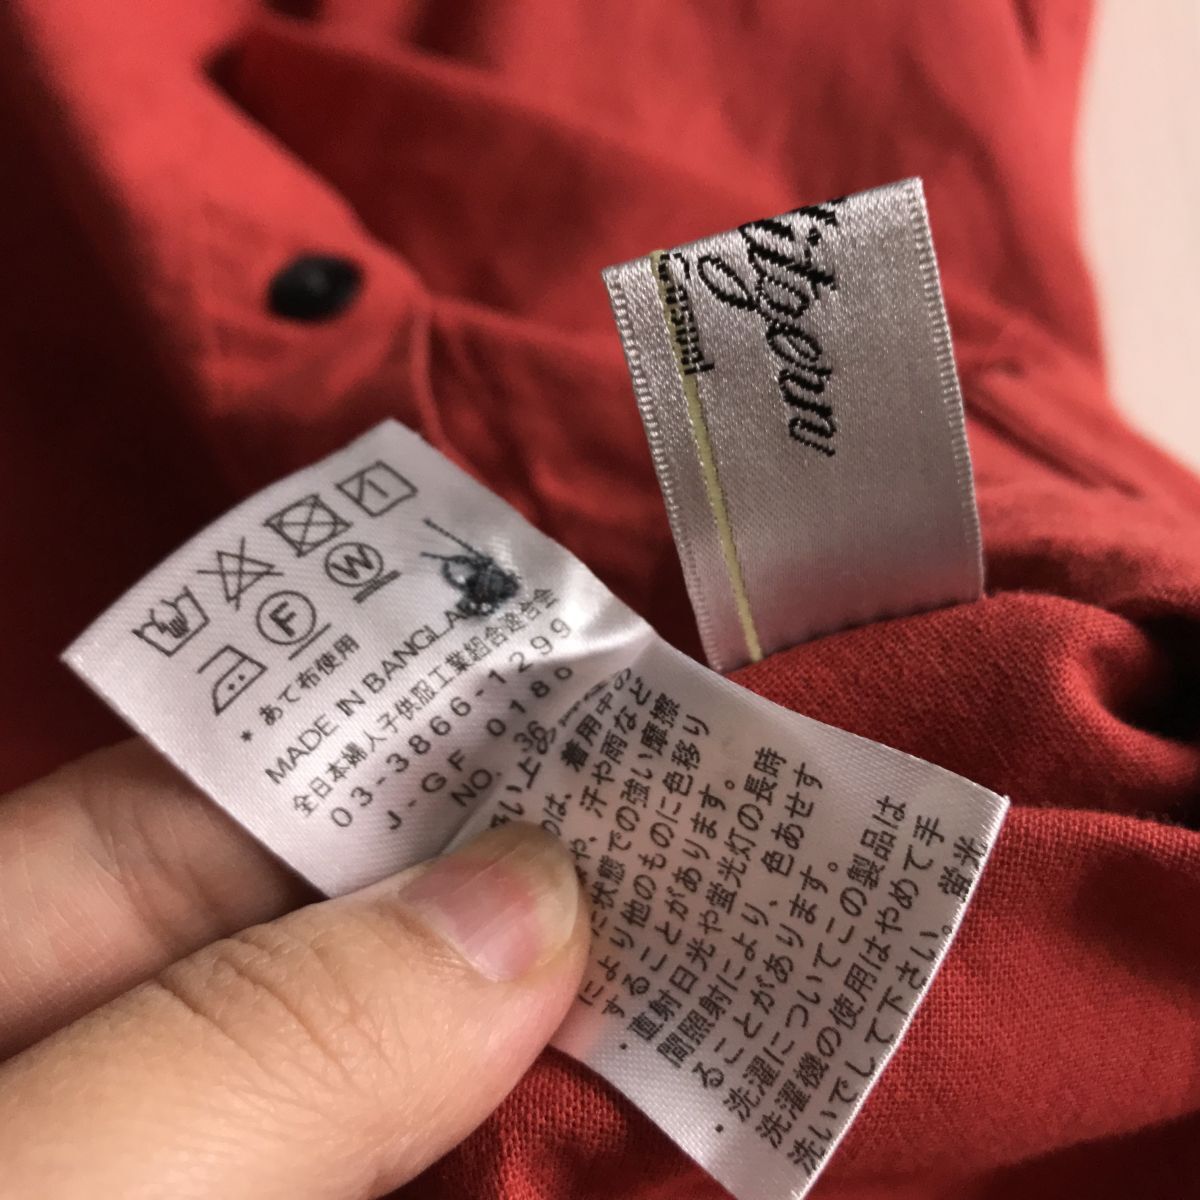 W
F
* あて布使用
MADE IN BANGLA
全日本婦人子供服工業組合連合会
03-3866-1299
J-GF 0180
NO. 36
着用中の
汗や雨など
状態での強い摩擦
により他のものに色移り
することがあります。
・直射日光や蛍光灯の長時
間照射により、色あせす
ることがあります。
・洗濯についてこの製品は
洗濯機の使用はやめて手
洗いでして下さい。蛍光